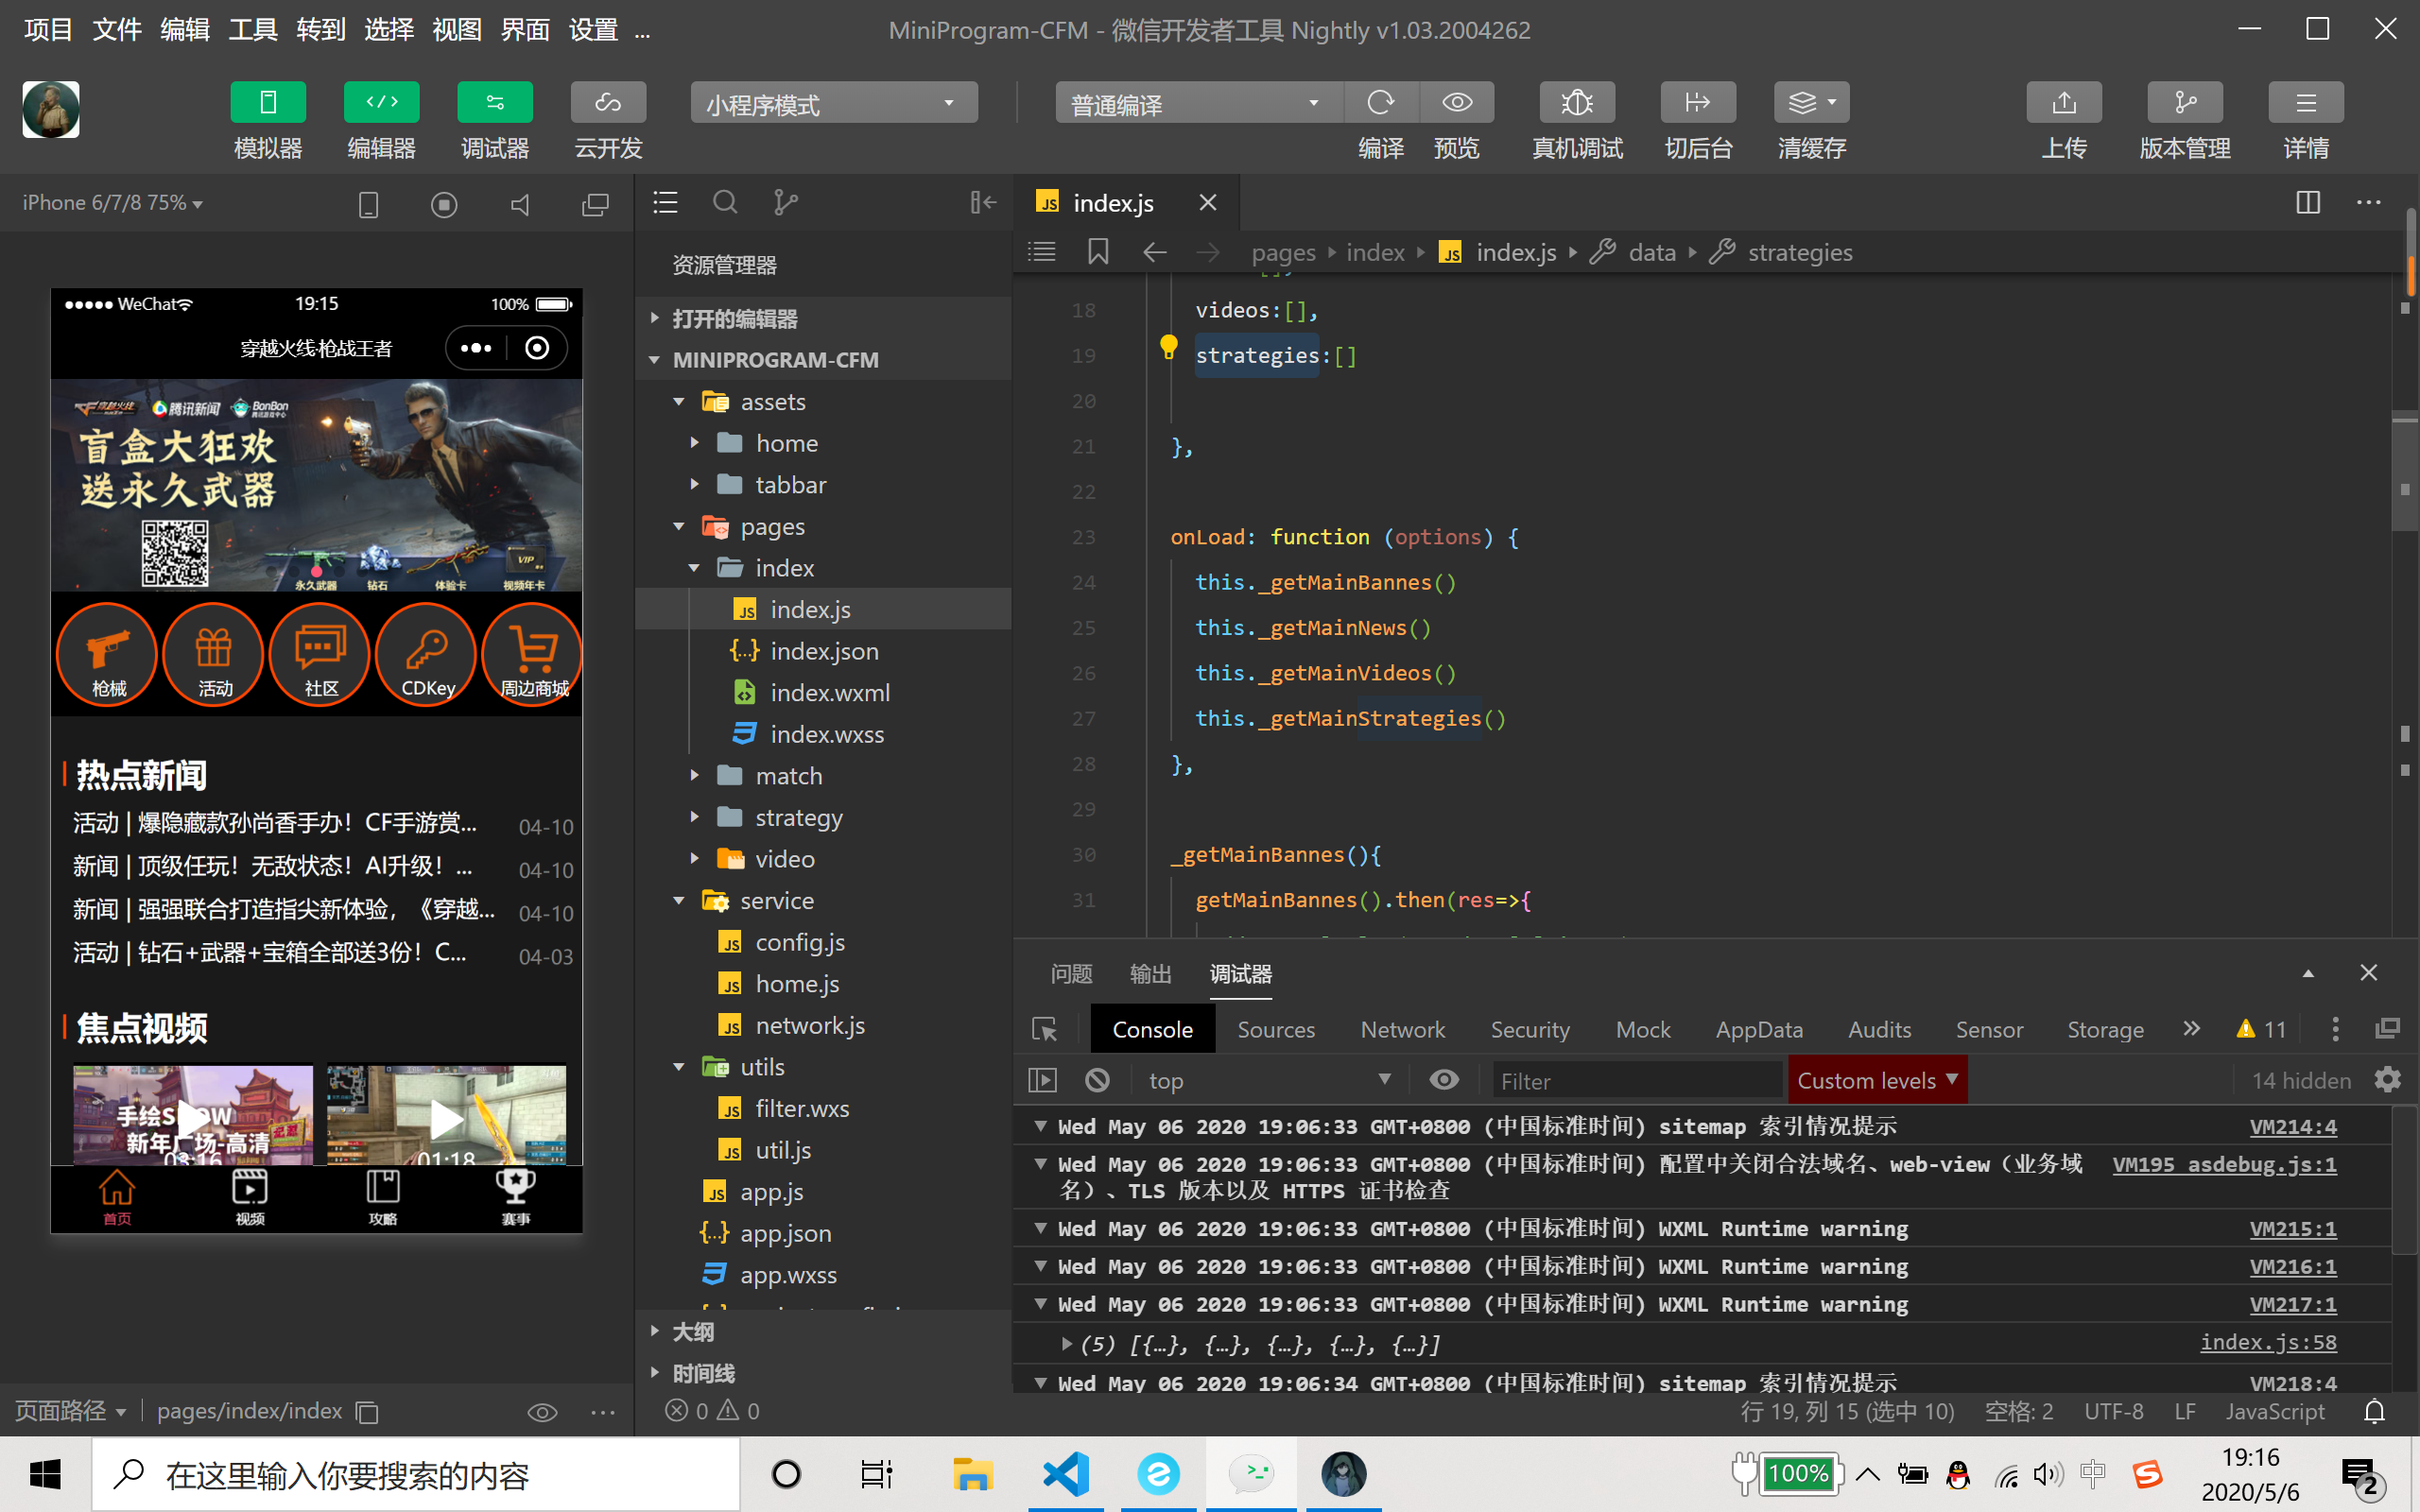 项目 文件 编辑 工具 转到 选择 视图 界面 设置 ...
MiniProgram-CFM - 微信开发者工具 Nightly v1.03.2004262
模拟器 编辑器 调试器 云开发
小程序模式
普通编译
编译 预览 真机调试 切后台 清缓存
上传 版本管理 详情
iPhone 6/7/8 75%
WeChat 19:15 100%
穿越火线·枪战王者
穿越火线 腾讯新闻 BonBon
盲盒大狂欢
送永久武器
永久武器 钻石 体验卡 视频年卡
VIP
枪械 活动 社区 CDKey 周边商城
热点新闻
活动 | 爆隐藏款孙尚香手办！CF手游赏... 04-10
新闻 | 顶级任玩！无敌状态！AI升级！... 04-10
新闻 | 强强联合打造指尖新体验，《穿越... 04-10
活动 | 钻石+武器+宝箱全部送3份！C... 04-03
焦点视频
手绘SHOW
新年广场-高清
03:16 01:18
首页 视频 攻略 赛事
页面路径 pages/index/index
资源管理器
打开的编辑器
MINIPROGRAM-CFM
assets
home
tabbar
pages
index
index.js
index.json
index.wxml
index.wxss
match
strategy
video
service
config.js
home.js
network.js
utils
filter.wxs
util.js
app.js
app.json
app.wxss
大纲
时间线
0 0
index.js
pages index index.js data strategies
18 videos:[],
19 strategies:[]
20
21 },
22
23 onLoad: function (options) {
24 this._getMainBannes()
25 this._getMainNews()
26 this._getMainVideos()
27 this._getMainStrategies()
28 },
29
30 _getMainBannes(){
31 getMainBannes().then(res=>{
问题 输出 调试器
Console Sources Network Security Mock AppData Audits Sensor Storage 11
top Filter Custom levels 14 hidden
Wed May 06 2020 19:06:33 GMT+0800 (中国标准时间) sitemap 索引情况提示 VM214:4
Wed May 06 2020 19:06:33 GMT+0800 (中国标准时间) 配置中关闭合法域名、web-view（业务域 VM195 asdebug.js:1
名）、TLS 版本以及 HTTPS 证书检查
Wed May 06 2020 19:06:33 GMT+0800 (中国标准时间) WXML Runtime warning VM215:1
Wed May 06 2020 19:06:33 GMT+0800 (中国标准时间) WXML Runtime warning VM216:1
Wed May 06 2020 19:06:33 GMT+0800 (中国标准时间) WXML Runtime warning VM217:1
(5) [{…}, {…}, {…}, {…}, {…}] index.js:58
Wed May 06 2020 19:06:34 GMT+0800 (中国标准时间) sitemap 索引情况提示 VM218:4
行 19, 列 15 (选中 10) 空格: 2 UTF-8 LF JavaScript
在这里输入你要搜索的内容
100%
中
19:16
2020/5/6
2